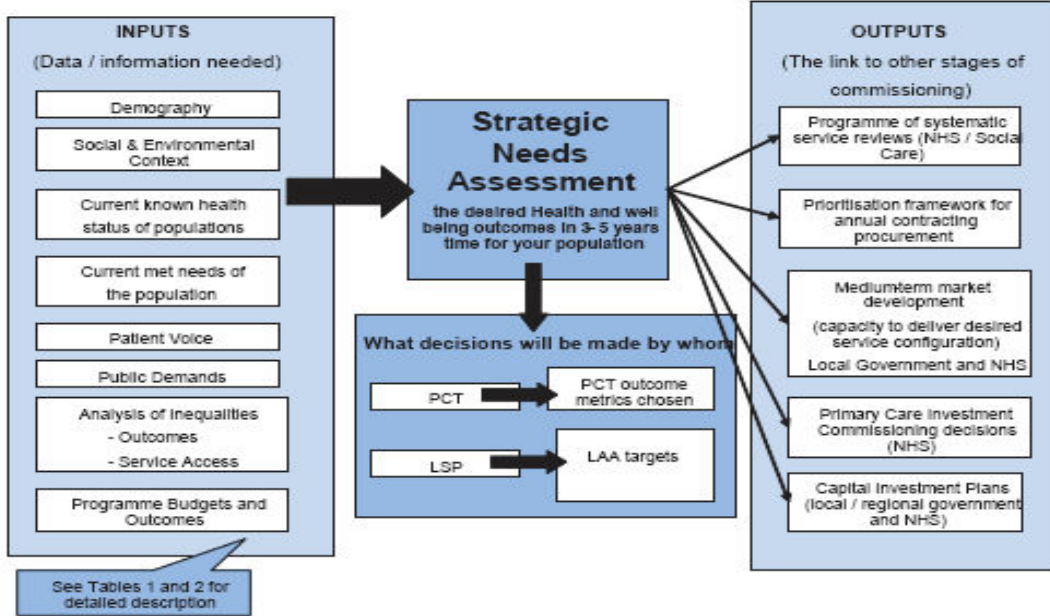 INPUTS
(Data / information needed)
Demography
Social & Environmental
Context
Current known health
status of populations
Current met needs of
the population
Patient Voice
Public Demands
Analysis of Inequalities
- Outcomes
- Service Access
Programme Budgets and
Outcomes
See Tables 1 and 2 for
detailed description
Strategic
Needs
Assessment
the desired Health and well
being outcomes in 3- 5 years
time for your population
What decisions will be made by whom
PCT
PCT outcome
metrics chosen
LSP
LAA targets
OUTPUTS
(The link to other stages of
commissioning)
Programme of systematic
service reviews (NHS / Social
Care)
Prioritisation framework for
annual contracting
procurement
Medium-term market
development
(capacity to deliver desired
service configuration)
Local Government and NHS
Primary Care Investment
Commissioning decisions
(NHS)
Capital Investment Plans
(local / regional government
and NHS)